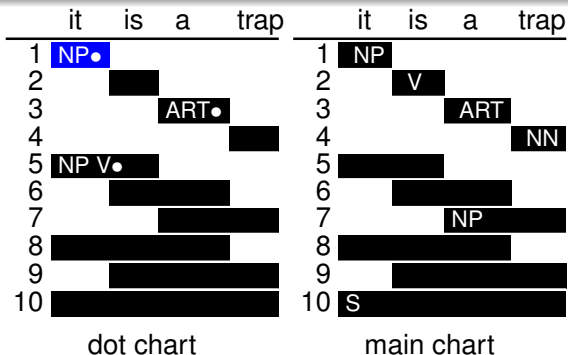 it is a trap it is a trap
1 NP● 1 NP
2 2 V
3 ART● 3 ART
4 4 NN
5 NP V● 5
6 6
7 7 NP
8 8
9 9
10 10 S
dot chart main chart